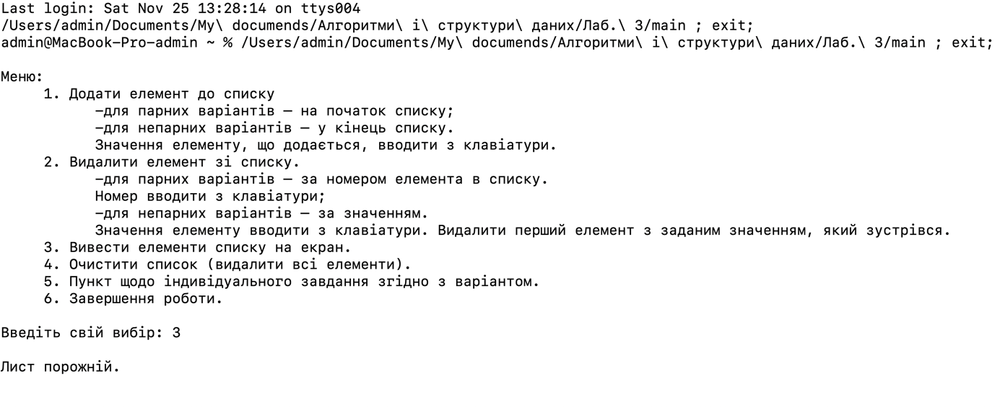 Last login: Sat Nov 25 13:28:14 on ttys004
/Users/admin/Documents/My\ documends/Алгоритми\ і\ структури\ даних/Лаб.\ 3/main ; exit;
admin@MacBook-Pro-admin ~ % /Users/admin/Documents/My\ documends/Алгоритми\ і\ структури\ даних/Лаб.\ 3/main ; exit;
Меню:
1. Додати елемент до списку
–для парних варіантів – на початок списку;
–для непарних варіантів – у кінець списку.
Значення елементу, що додається, вводити з клавіатури.
2. Видалити елемент зі списку.
–для парних варіантів – за номером елемента в списку.
Номер вводити з клавіатури;
–для непарних варіантів – за значенням.
Значення елементу вводити з клавіатури. Видалити перший елемент з заданим значенням, який зустрівся.
3. Вивести елементи списку на екран.
4. Очистити список (видалити всі елементи).
5. Пункт щодо індивідуального завдання згідно з варіантом.
6. Завершення роботи.
Введіть свій вибір: 3
Лист порожній.